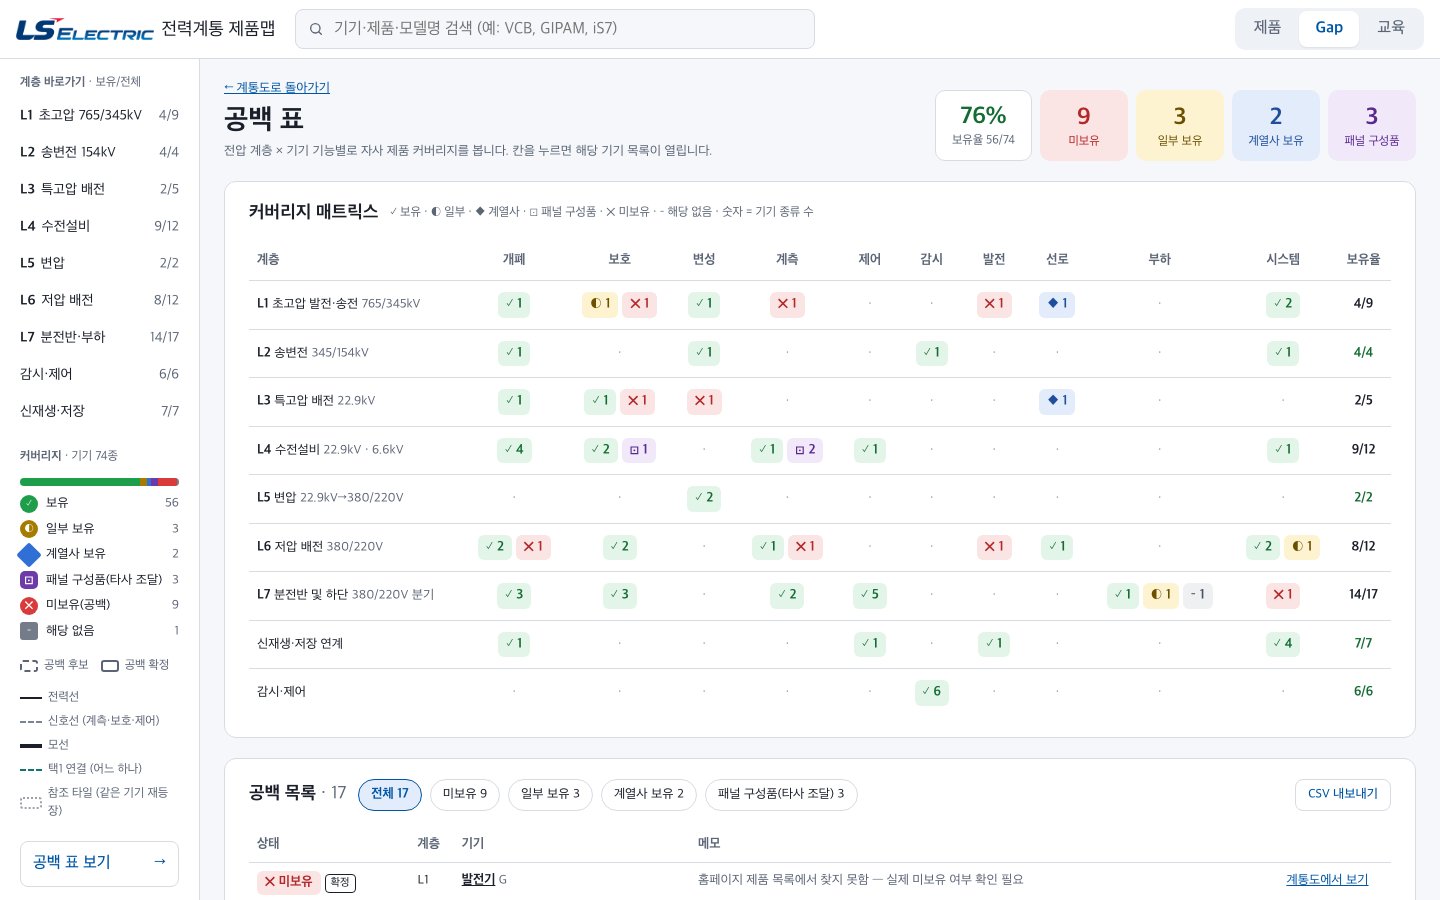 LS ELECTRIC 전력계통 제품맵
기기·제품·모델명 검색 (예: VCB, GIPAM, iS7)
제품 Gap 교육
계층 바로가기 · 보유/전체
L1 초고압 765/345kV 4/9
L2 송변전 154kV 4/4
L3 특고압 배전 2/5
L4 수전설비 9/12
L5 변압 2/2
L6 저압 배전 8/12
L7 분전반·부하 14/17
감시·제어 6/6
신재생·저장 7/7
커버리지 · 기기 74종
✓ 보유 56
◐ 일부 보유 3
계열사 보유 2
⊡ 패널 구성품(타사 조달) 3
✕ 미보유(공백) 9
- 해당 없음 1
공백 후보 공백 확정
전력선
신호선 (계측·보호·제어)
모선
택1 연결 (어느 하나)
참조 타일 (같은 기기 재등
장)
공백 표 보기 →
← 계통도로 돌아가기
공백 표
전압 계층 × 기기 기능별로 자사 제품 커버리지를 봅니다. 칸을 누르면 해당 기기 목록이 열립니다.
76%
보유율 56/74
9
미보유
3
일부 보유
2
계열사 보유
3
패널 구성품
커버리지 매트릭스 ✓ 보유 · ◐ 일부 · ◆ 계열사 · ⊡ 패널 구성품 · ✕ 미보유 · - 해당 없음 · 숫자 = 기기 종류 수
계층 개폐 보호 변성 계측 제어 감시 발전 선로 부하 시스템 보유율
L1 초고압 발전·송전 765/345kV ✓ 1 ◐ 1 ✕ 1 ✓ 1 ✕ 1 · · ✕ 1 ◆ 1 · ✓ 2 4/9
L2 송변전 345/154kV ✓ 1 · ✓ 1 · · ✓ 1 · · · ✓ 1 4/4
L3 특고압 배전 22.9kV ✓ 1 ✓ 1 ✕ 1 ✕ 1 · · · · ◆ 1 · · 2/5
L4 수전설비 22.9kV · 6.6kV ✓ 4 ✓ 2 ⊡ 1 · ✓ 1 ⊡ 2 ✓ 1 · · · · ✓ 1 9/12
L5 변압 22.9kV→380/220V · · ✓ 2 · · · · · · · 2/2
L6 저압 배전 380/220V ✓ 2 ✕ 1 ✓ 2 · ✓ 1 ✕ 1 · · ✕ 1 ✓ 1 · ✓ 2 ◐ 1 8/12
L7 분전반 및 하단 380/220V 분기 ✓ 3 ✓ 3 · ✓ 2 ✓ 5 · · · ✓ 1 ◐ 1 - 1 ✕ 1 14/17
신재생·저장 연계 ✓ 1 · · · ✓ 1 · ✓ 1 · · ✓ 4 7/7
감시·제어 · · · · · ✓ 6 · · · · 6/6
공백 목록 · 17 전체 17 미보유 9 일부 보유 3 계열사 보유 2 패널 구성품(타사 조달) 3 CSV 내보내기
상태 계층 기기 메모
✕ 미보유 확정 L1 발전기 G 홈페이지 제품 목록에서 찾지 못함 — 실제 미보유 여부 확인 필요 계통도에서 보기